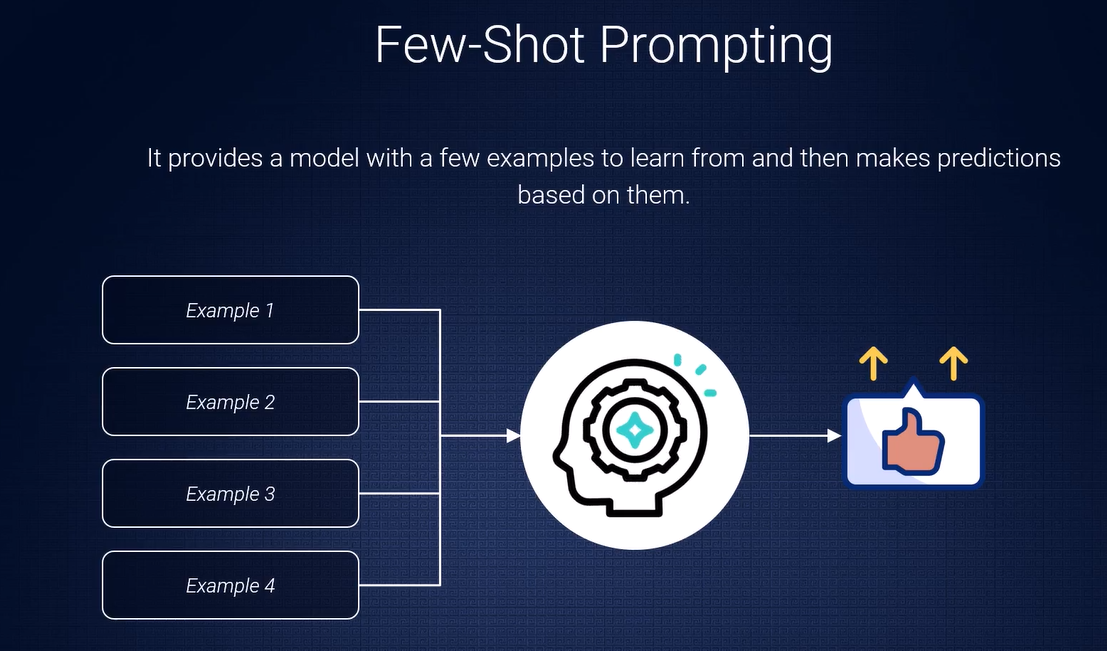 Few-Shot Prompting
It provides a model with a few examples to learn from and then makes predictions
based on them.
Example 1
Example 2
Example 3
Example 4